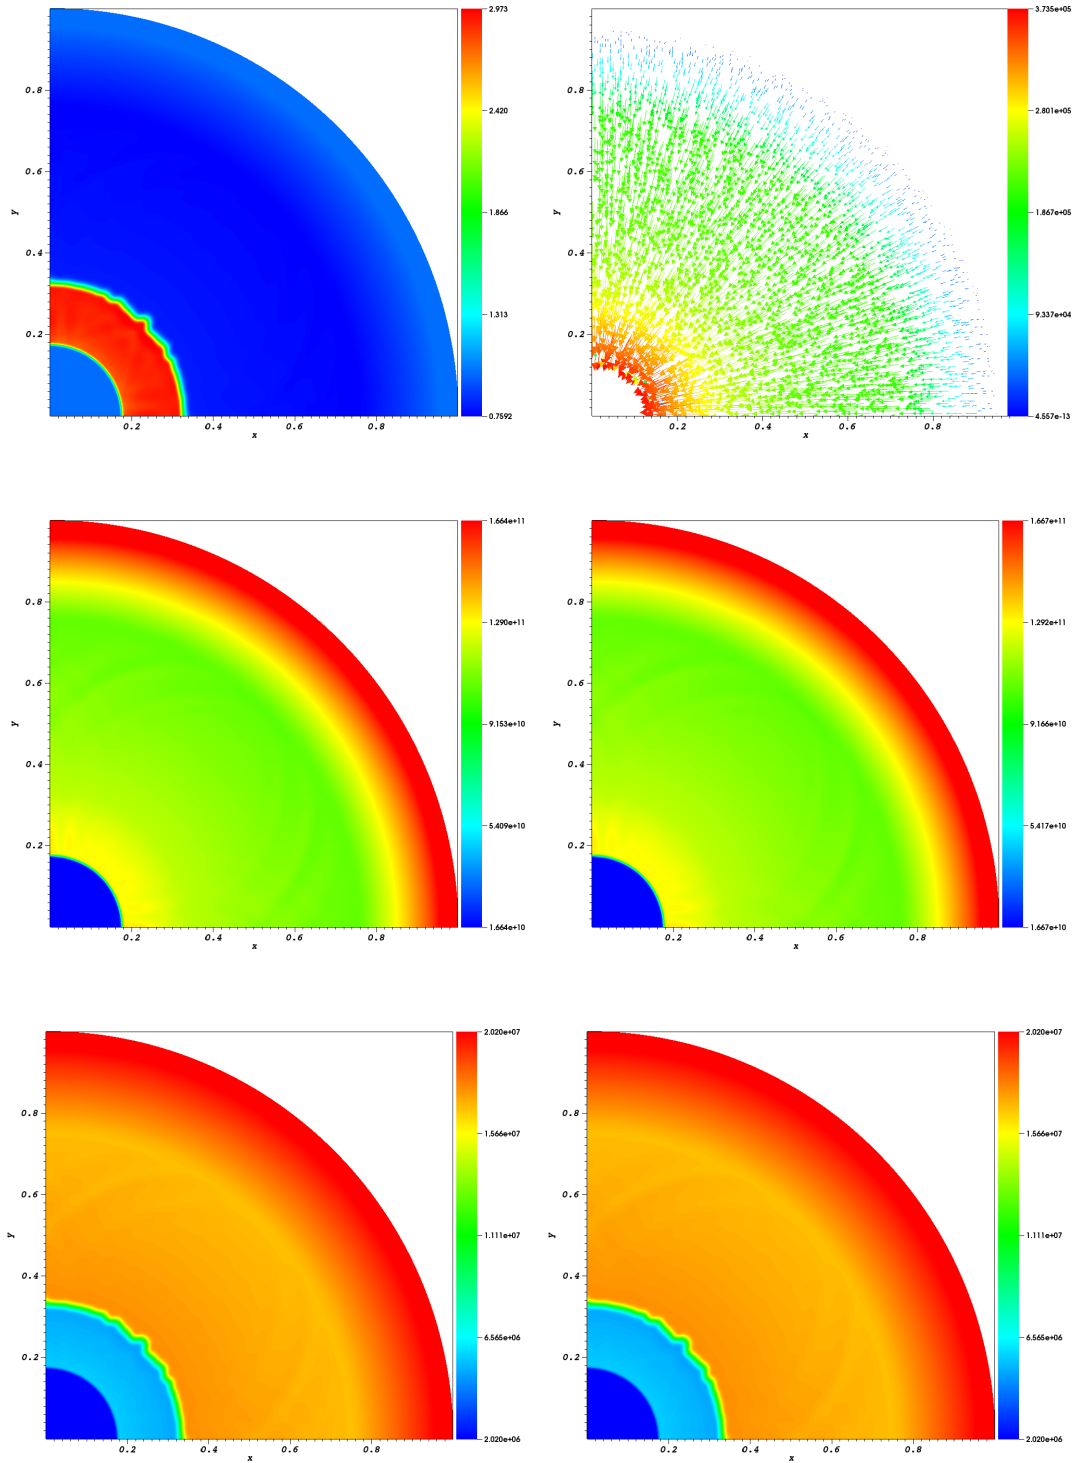 2.973
2.420
1.866
1.313
0.7592
0.8
0.6
0.4
0.2
y
0.2
0.4
0.6
0.8
x
3.735e+05
2.801e+05
1.867e+05
9.337e+04
4.557e-13
0.8
0.6
0.4
0.2
y
0.2
0.4
0.6
0.8
x
1.664e+11
1.290e+11
9.153e+10
5.409e+10
1.664e+10
0.8
0.6
0.4
0.2
y
0.2
0.4
0.6
0.8
x
1.667e+11
1.292e+11
9.166e+10
5.417e+10
1.667e+10
0.8
0.6
0.4
0.2
y
0.2
0.4
0.6
0.8
x
2.020e+07
1.566e+07
1.111e+07
6.565e+06
2.020e+06
0.8
0.6
0.4
0.2
y
0.2
0.4
0.6
0.8
x
2.020e+07
1.566e+07
1.111e+07
6.565e+06
2.020e+06
0.8
0.6
0.4
0.2
y
0.2
0.4
0.6
0.8
x